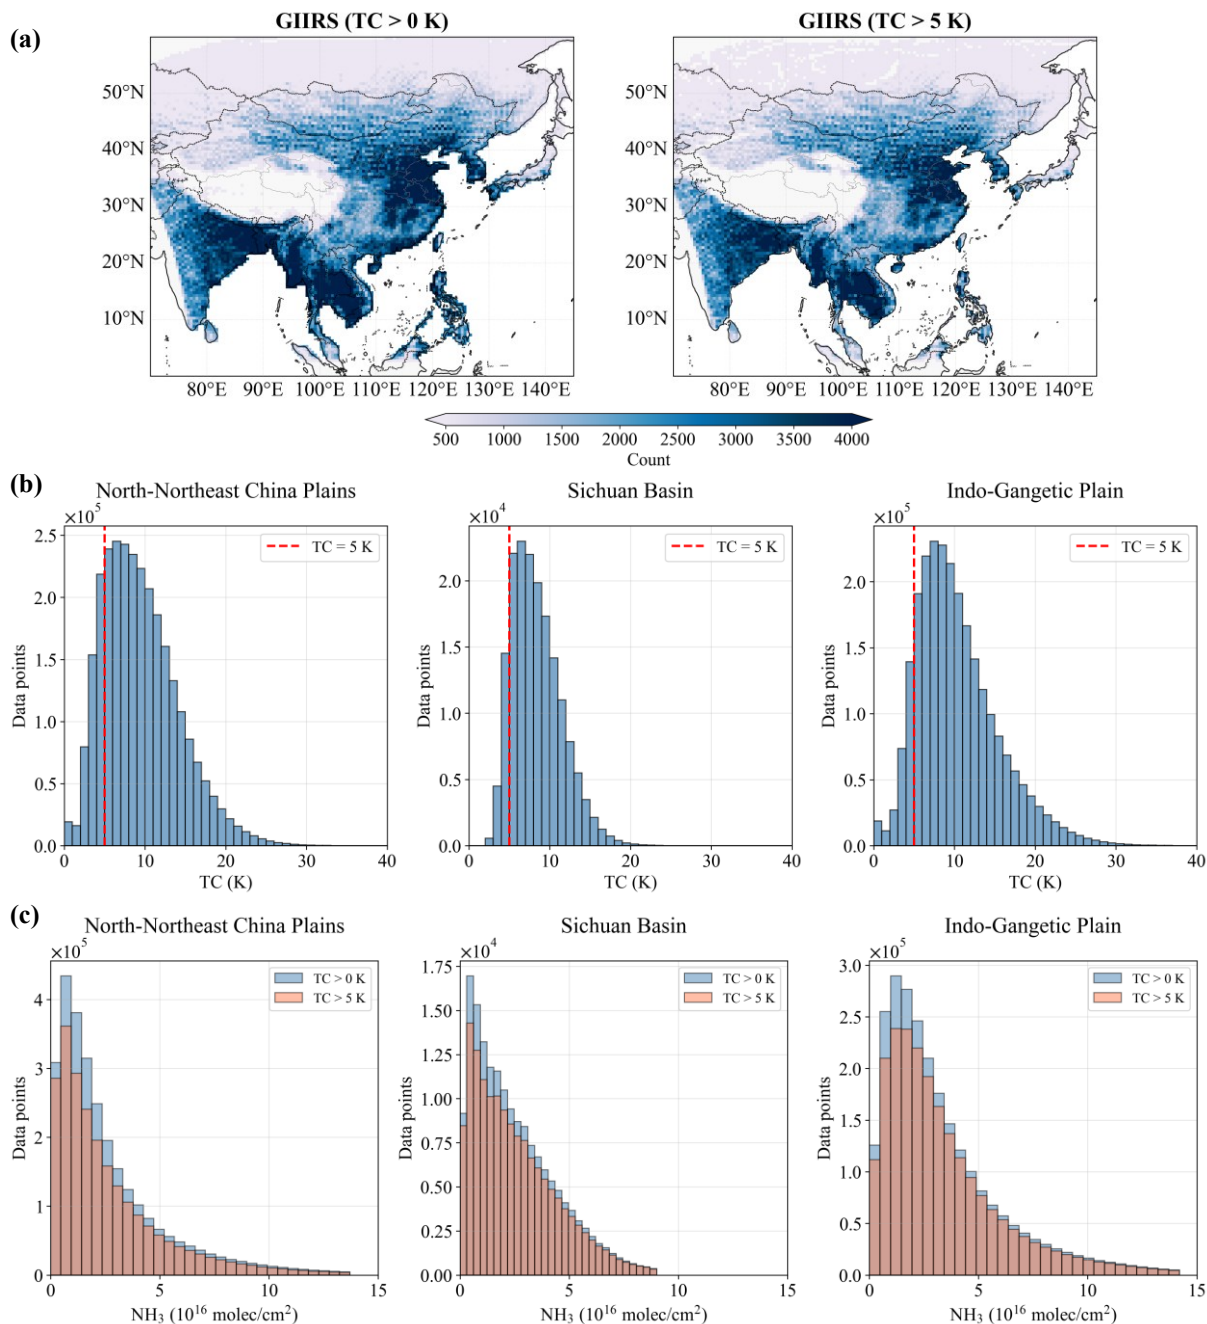 (a)
GIIRS (TC > 0 K)
GIIRS (TC > 5 K)
50°N
40°N
30°N
20°N
10°N
80°E 90°E 100°E 110°E 120°E 130°E 140°E
50°N
40°N
30°N
20°N
10°N
80°E 90°E 100°E 110°E 120°E 130°E 140°E
500 1000 1500 2000 2500 3000 3500 4000
Count
(b)
North-Northeast China Plains
×10⁵
TC = 5 K
2.5
2.0
1.5
1.0
0.5
0.0
Data points
0 10 20 30 40
TC (K)
Sichuan Basin
×10⁴
TC = 5 K
2.0
1.5
1.0
0.5
0.0
Data points
0 10 20 30 40
TC (K)
Indo-Gangetic Plain
×10⁵
TC = 5 K
2.0
1.5
1.0
0.5
0.0
Data points
0 10 20 30 40
TC (K)
(c)
North-Northeast China Plains
×10⁵
TC > 0 K
TC > 5 K
4
3
2
1
0
Data points
0 5 10 15
NH₃ (10¹⁶ molec/cm²)
Sichuan Basin
×10⁴
TC > 0 K
TC > 5 K
1.75
1.50
1.25
1.00
0.75
0.50
0.25
0.00
Data points
0 5 10 15
NH₃ (10¹⁶ molec/cm²)
Indo-Gangetic Plain
×10⁵
TC > 0 K
TC > 5 K
3.0
2.5
2.0
1.5
1.0
0.5
0.0
Data points
0 5 10 15
NH₃ (10¹⁶ molec/cm²)